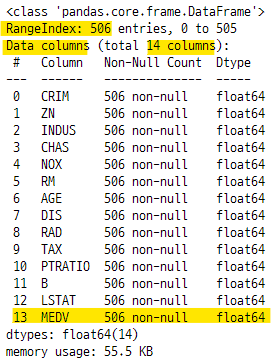 <class 'pandas.core.frame.DataFrame'>
RangeIndex: 506 entries, 0 to 505
Data columns (total 14 columns):
 #   Column   Non-Null Count  Dtype
---  ------   --------------  -----
 0   CRIM     506 non-null    float64
 1   ZN       506 non-null    float64
 2   INDUS    506 non-null    float64
 3   CHAS     506 non-null    float64
 4   NOX      506 non-null    float64
 5   RM       506 non-null    float64
 6   AGE      506 non-null    float64
 7   DIS      506 non-null    float64
 8   RAD      506 non-null    float64
 9   TAX      506 non-null    float64
 10  PTRATIO  506 non-null    float64
 11  B        506 non-null    float64
 12  LSTAT    506 non-null    float64
 13  MEDV     506 non-null    float64
dtypes: float64(14)
memory usage: 55.5 KB